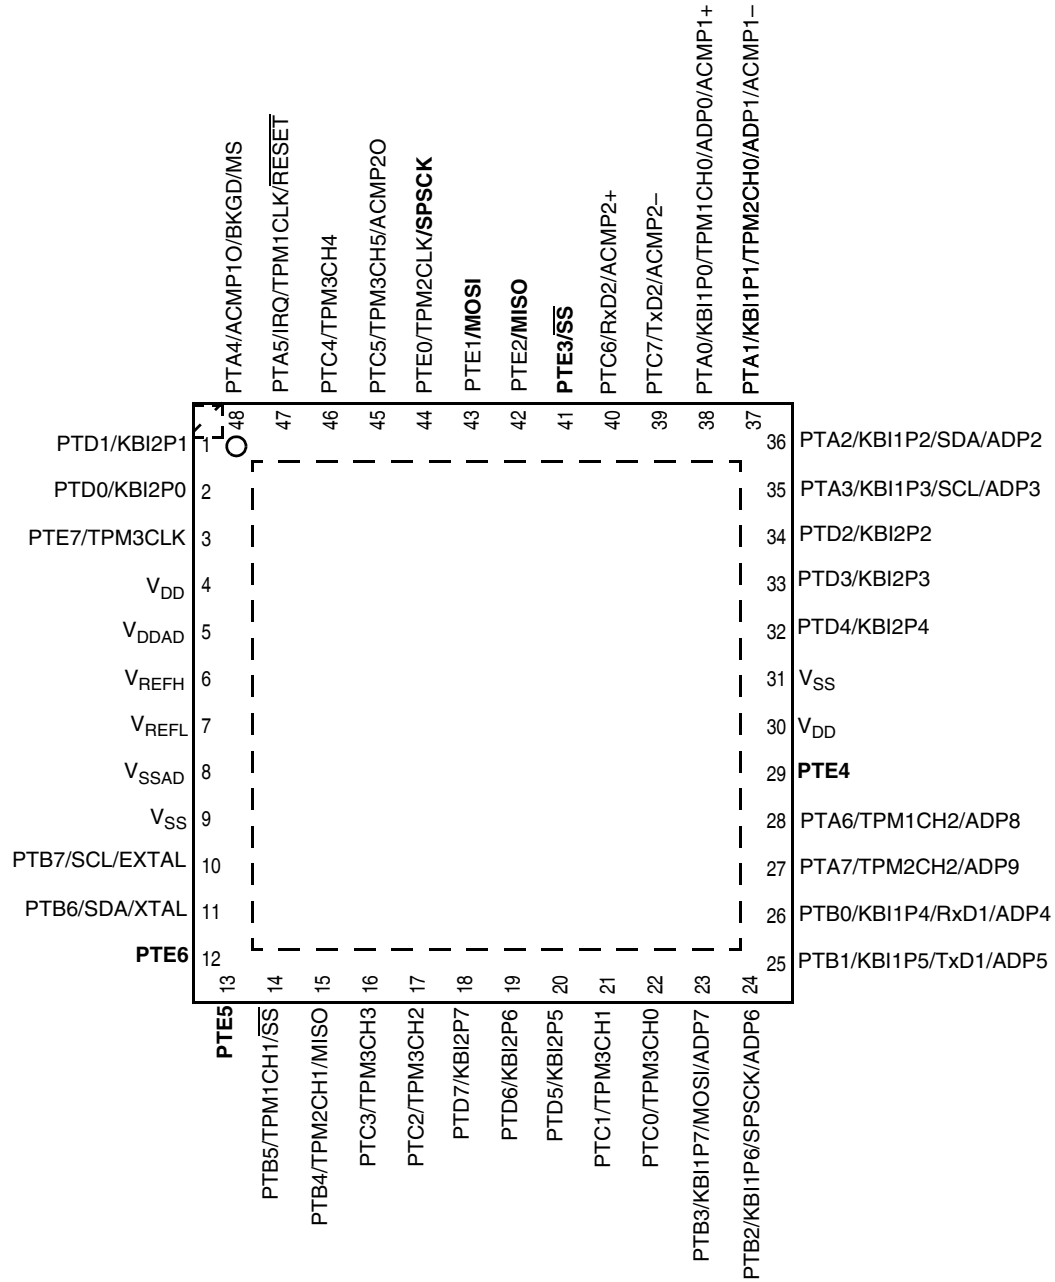 PTA4/ACMP1O/BKGD/MS
PTA5/IRQ/TPM1CLK/RESET
PTC4/TPM3CH4
PTC5/TPM3CH5/ACMP2O
PTE0/TPM2CLK/SPSCK
PTE1/MOSI
PTE2/MISO
PTE3/SS
PTC6/RxD2/ACMP2+
PTC7/TxD2/ACMP2–
PTA0/KBI1P0/TPM1CH0/ADP0/ACMP1+
PTA1/KBI1P1/TPM2CH0/ADP1/ACMP1–
48
47
46
45
44
43
42
41
40
39
38
37
PTD1/KBI2P1 1
PTD0/KBI2P0 2
PTE7/TPM3CLK 3
VDD 4
VDDAD 5
VREFH 6
VREFL 7
VSSAD 8
VSS 9
PTB7/SCL/EXTAL 10
PTB6/SDA/XTAL 11
PTE6 12
36 PTA2/KBI1P2/SDA/ADP2
35 PTA3/KBI1P3/SCL/ADP3
34 PTD2/KBI2P2
33 PTD3/KBI2P3
32 PTD4/KBI2P4
31 VSS
30 VDD
29 PTE4
28 PTA6/TPM1CH2/ADP8
27 PTA7/TPM2CH2/ADP9
26 PTB0/KBI1P4/RxD1/ADP4
25 PTB1/KBI1P5/TxD1/ADP5
13
14
15
16
17
18
19
20
21
22
23
24
PTE5
PTB5/TPM1CH1/SS
PTB4/TPM2CH1/MISO
PTC3/TPM3CH3
PTC2/TPM3CH2
PTD7/KBI2P7
PTD6/KBI2P6
PTD5/KBI2P5
PTC1/TPM3CH1
PTC0/TPM3CH0
PTB3/KBI1P7/MOSI/ADP7
PTB2/KBI1P6/SPSCK/ADP6